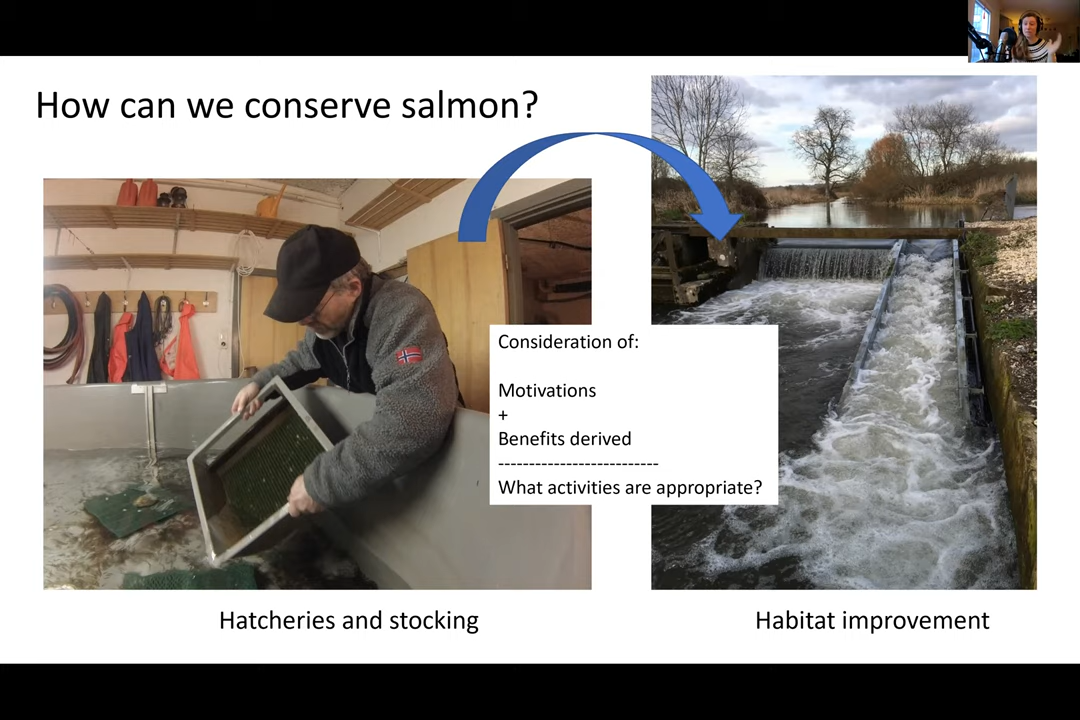 How can we conserve salmon?
Consideration of:
Motivations
+
Benefits derived
--------------------------
What activities are appropriate?
Hatcheries and stocking
Habitat improvement